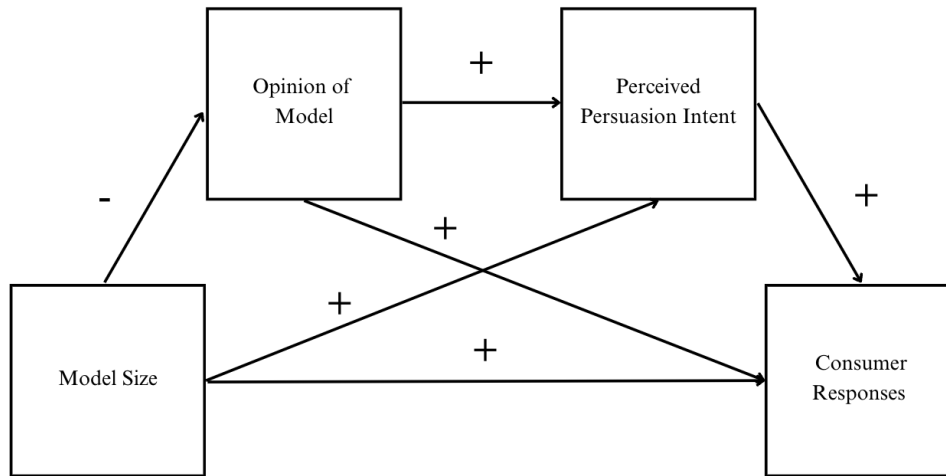 Opinion of
Model
+
Perceived
Persuasion Intent
-
+
+
+
Model Size
+
Consumer
Responses